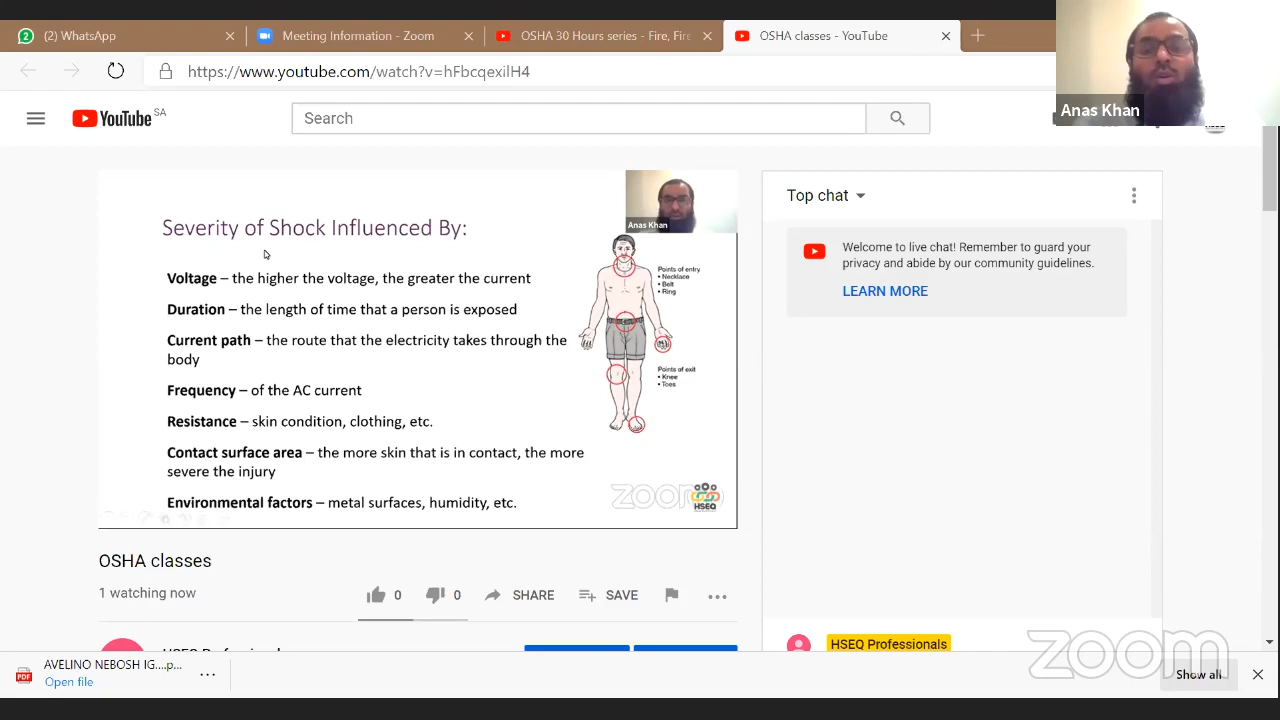 (2) WhatsApp
Meeting Information - Zoom
OSHA 30 Hours series - Fire, Fire
OSHA classes - YouTube
https://www.youtube.com/watch?v=hFbcqexilH4
Anas Khan
YouTube SA
Search
Severity of Shock Influenced By:
Anas Khan
Voltage – the higher the voltage, the greater the current
Duration – the length of time that a person is exposed
Current path – the route that the electricity takes through the
body
Frequency – of the AC current
Resistance – skin condition, clothing, etc.
Contact surface area – the more skin that is in contact, the more
severe the injury
Environmental factors – metal surfaces, humidity, etc.
Points of entry
• Necklace
• Belt
• Ring
Points of exit
• Knee
• Toes
zoom
HSEQ
Top chat
Welcome to live chat! Remember to guard your
privacy and abide by our community guidelines.
LEARN MORE
OSHA classes
1 watching now
0
0
SHARE
SAVE
HSEQ Professionals
zoom
AVELINO NEBOSH IG....p...
Open file
Show all